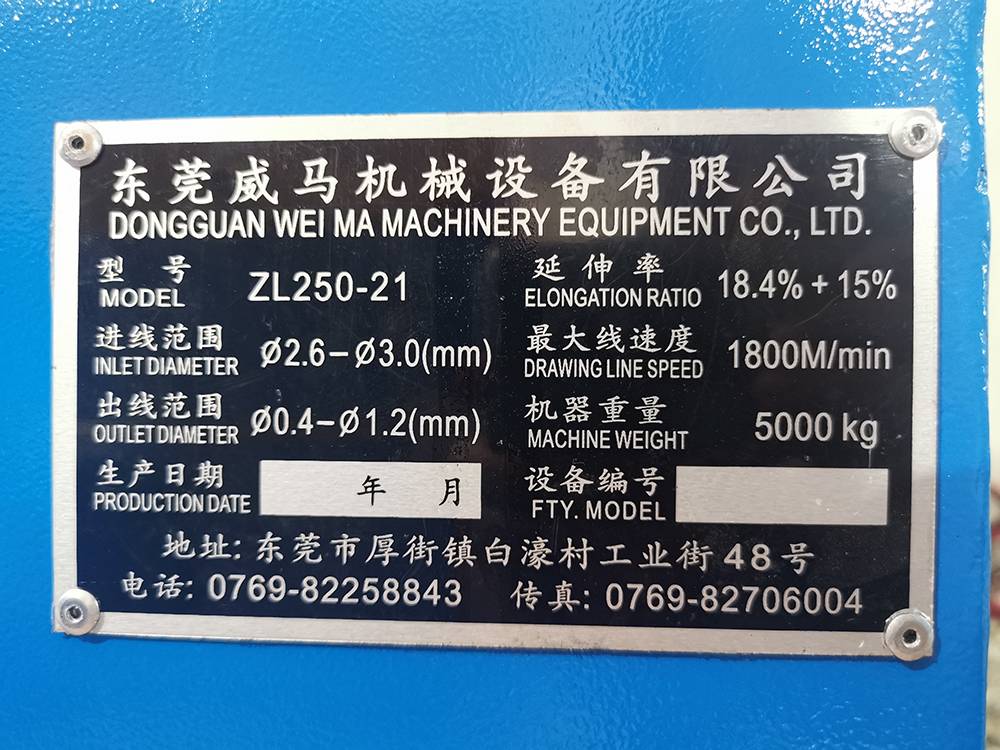 东莞威马机械设备有限公司
DONGGUAN WEI MA MACHINERY EQUIPMENT CO., LTD.
型号 ZL250-21 延伸率 18.4% + 15%
MODEL ELONGATION RATIO
进线范围 Ø2.6-Ø3.0(mm) 最大线速度 1800M/min
INLET DIAMETER DRAWING LINE SPEED
出线范围 Ø0.4-Ø1.2(mm) 机器重量 5000 kg
OUTLET DIAMETER MACHINE WEIGHT
生产日期 年 月 设备编号
PRODUCTION DATE FTY. MODEL
地址: 东莞市厚街镇白濠村工业街48号
电话: 0769-82258843 传真: 0769-82706004